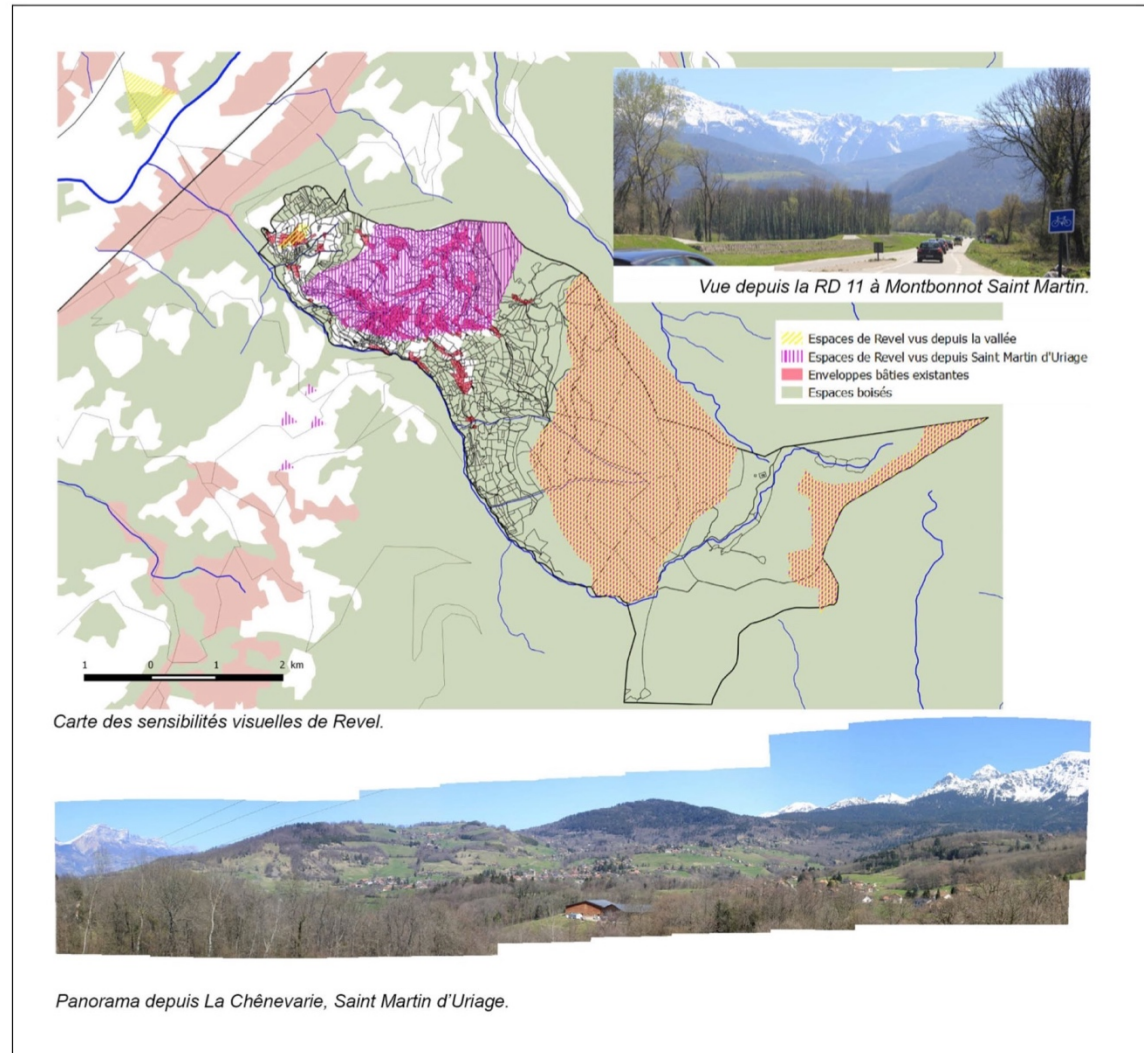 Vue depuis la RD 11 à Montbonnot Saint Martin.
Espaces de Revel vus depuis la vallée
Espaces de Revel vus depuis Saint Martin d'Uriage
Enveloppes bâties existantes
Espaces boisés
1 0 1 2 km
Carte des sensibilités visuelles de Revel.
Panorama depuis La Chênevarie, Saint Martin d'Uriage.